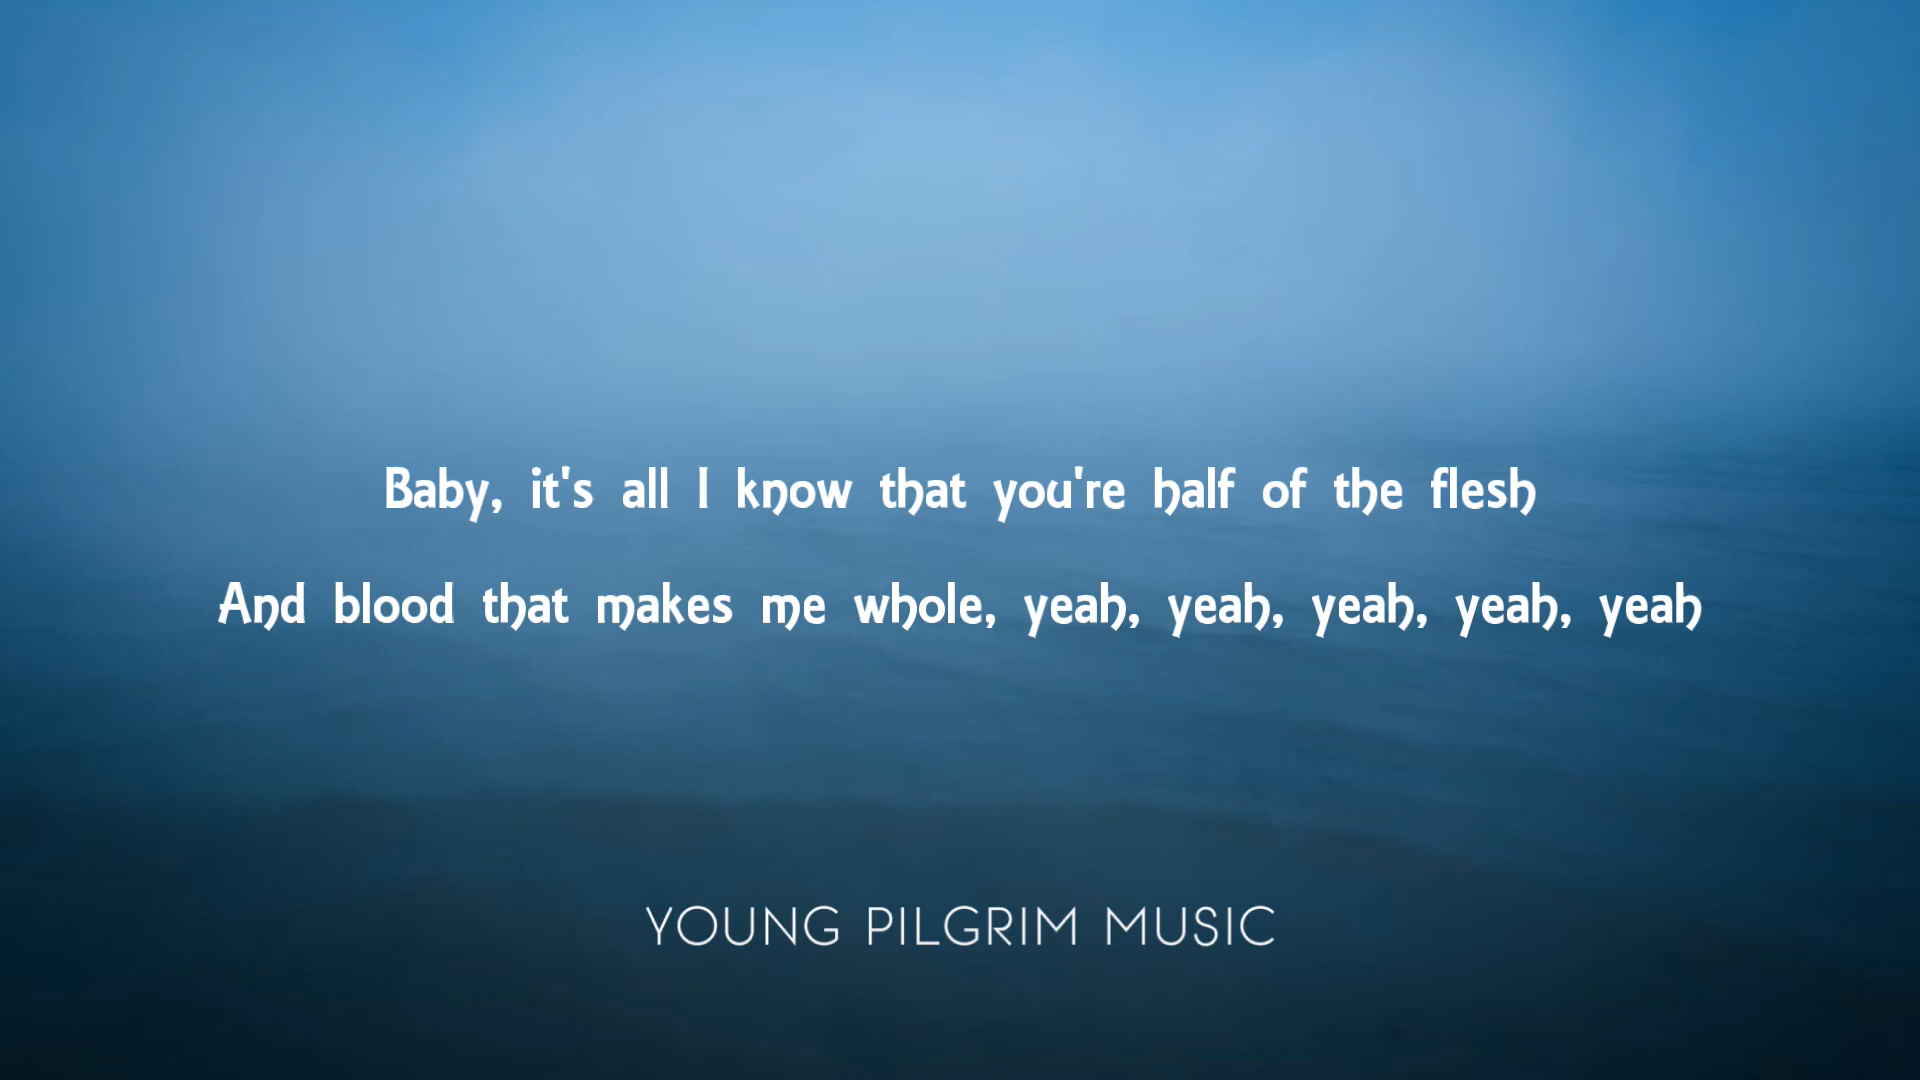 Baby, it's all I know that you're half of the flesh
And blood that makes me whole, yeah, yeah, yeah, yeah, yeah
YOUNG PILGRIM MUSIC